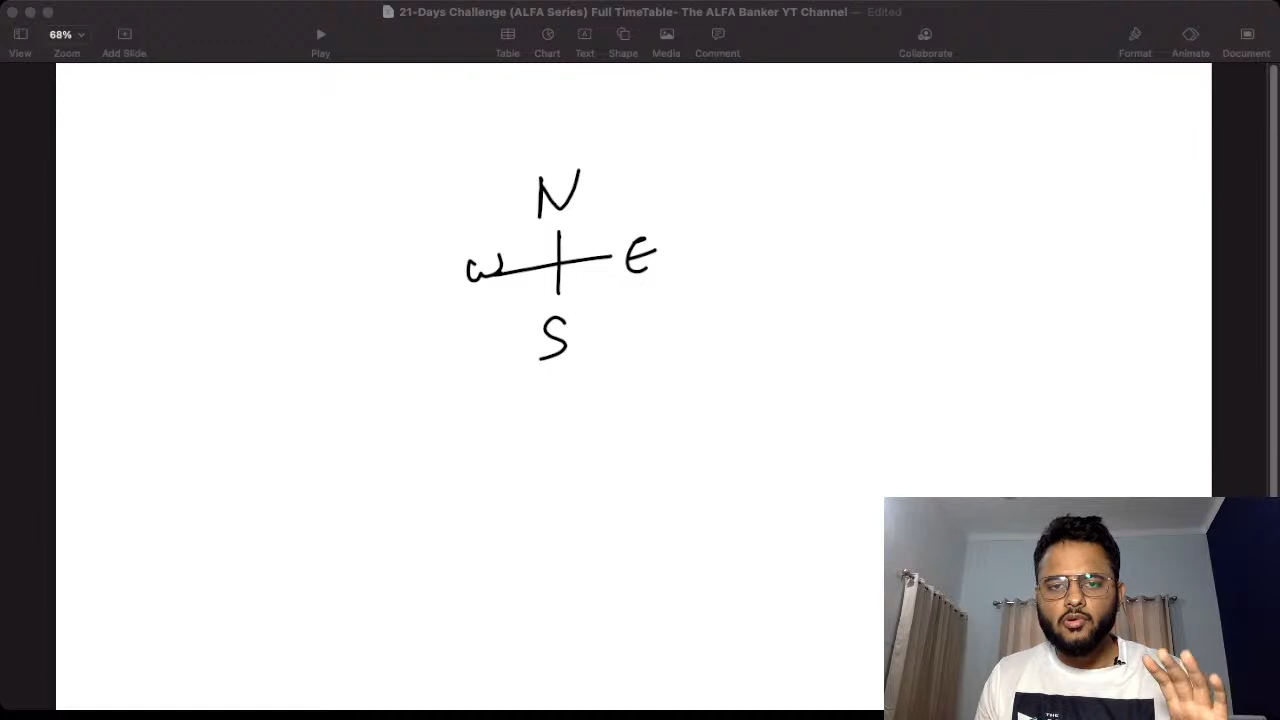 21-Days Challenge (ALFA Series) Full TimeTable- The ALFA Banker YT Channel — Edited
68%
View Zoom Add Slide Play Table Chart Text Shape Media Comment Collaborate Format Animate Document
N
W E
S
THE